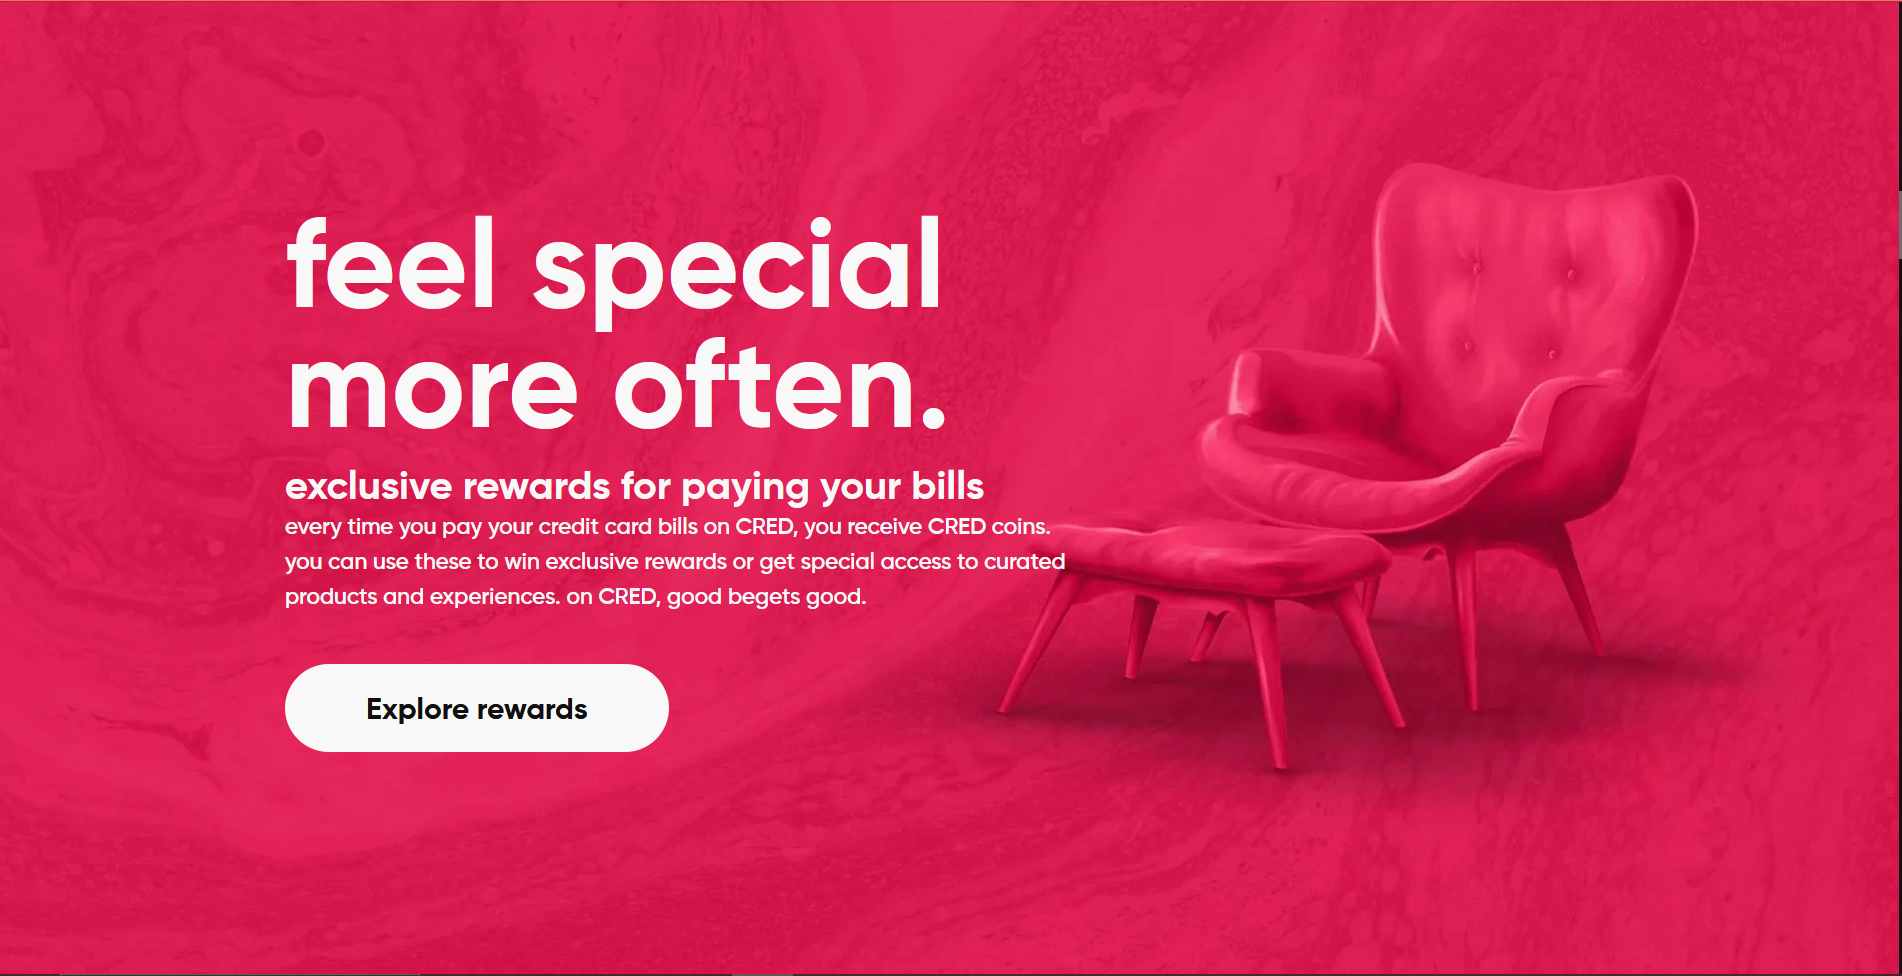 feel special
more often.
exclusive rewards for paying your bills
every time you pay your credit card bills on CRED, you receive CRED coins.
you can use these to win exclusive rewards or get special access to curated
products and experiences. on CRED, good begets good.
Explore rewards